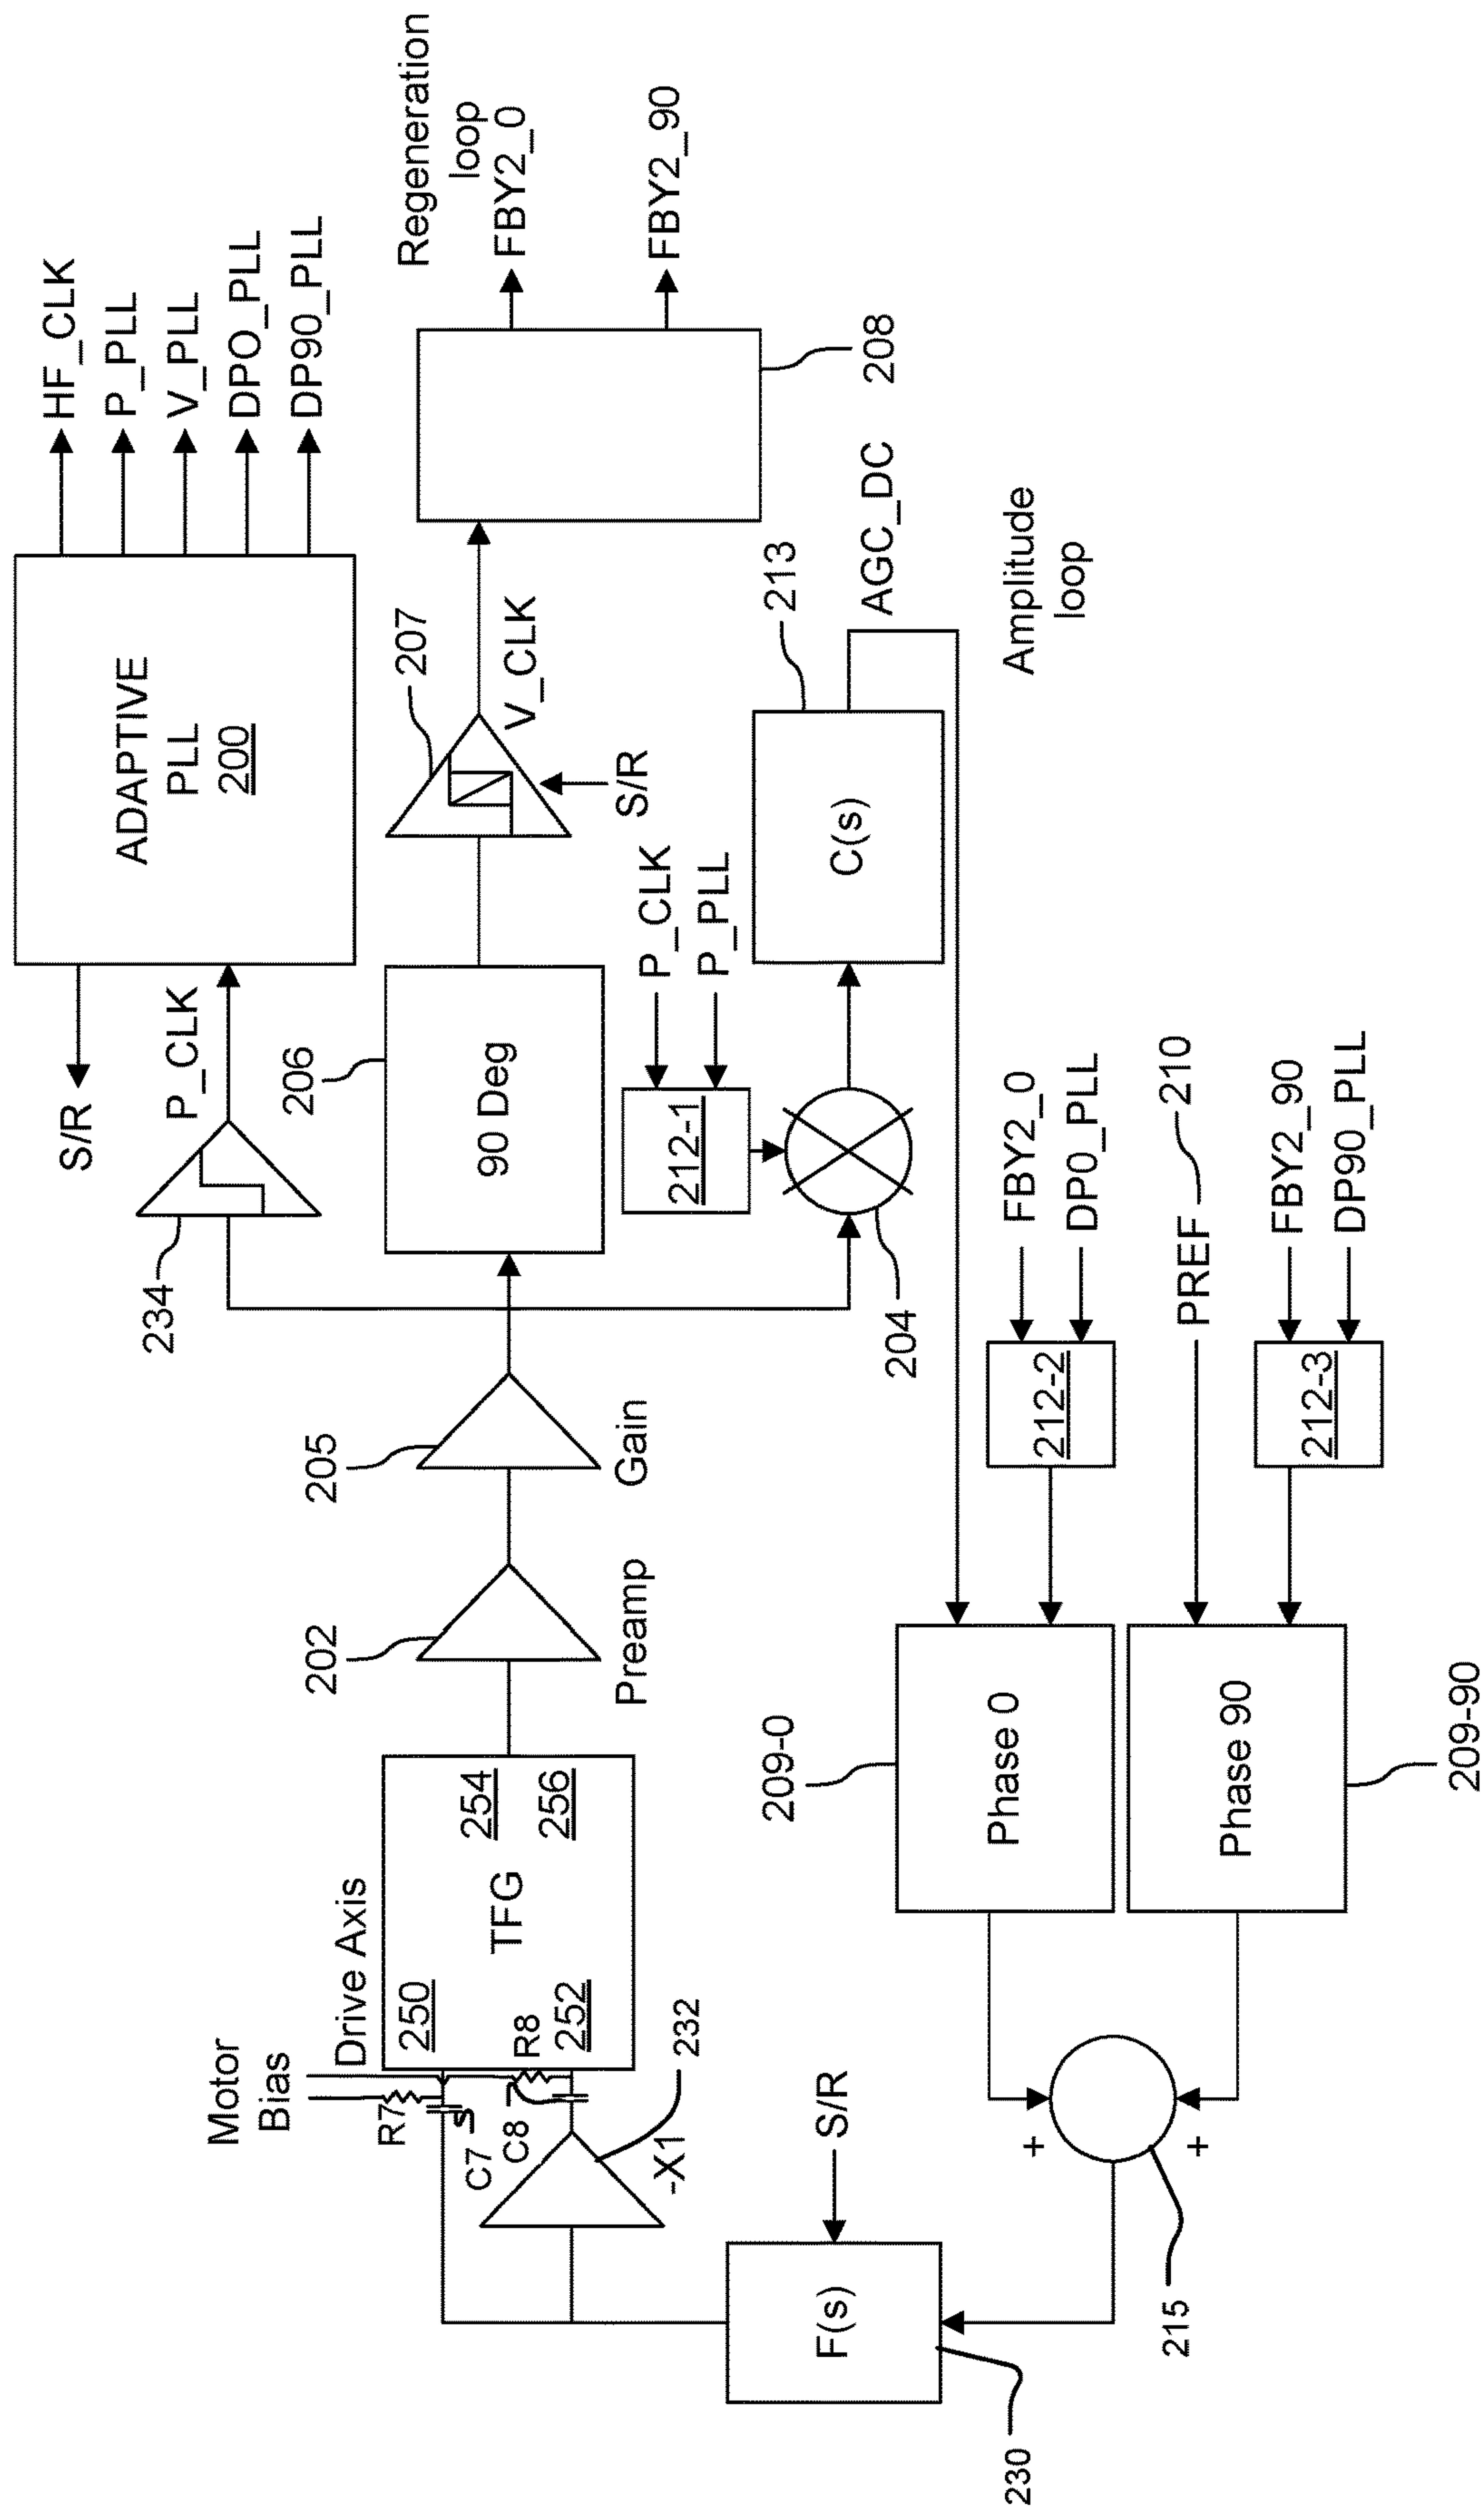 HF_CLK
P_PLL
V_PLL
DPO_PLL
DP90_PLL
ADAPTIVE
PLL
200
S/R
P_CLK
234
Regeneration
loop
FBY2_0
FBY2_90
208
207
V_CLK
S/R
206
90 Deg
205
Gain
202
Preamp
Drive Axis
Motor
Bias
250
254
TFG
256
252
R7
R8
C7
C8
232
-X1
P_CLK
P_PLL
212-1
204
213
C(s)
AGC_DC
Amplitude
loop
FBY2_0
DP0_PLL
212-2
PREF
210
FBY2_90
DP90_PLL
212-3
209-0
Phase 0
Phase 90
209-90
+
+
215
S/R
F(s)
230